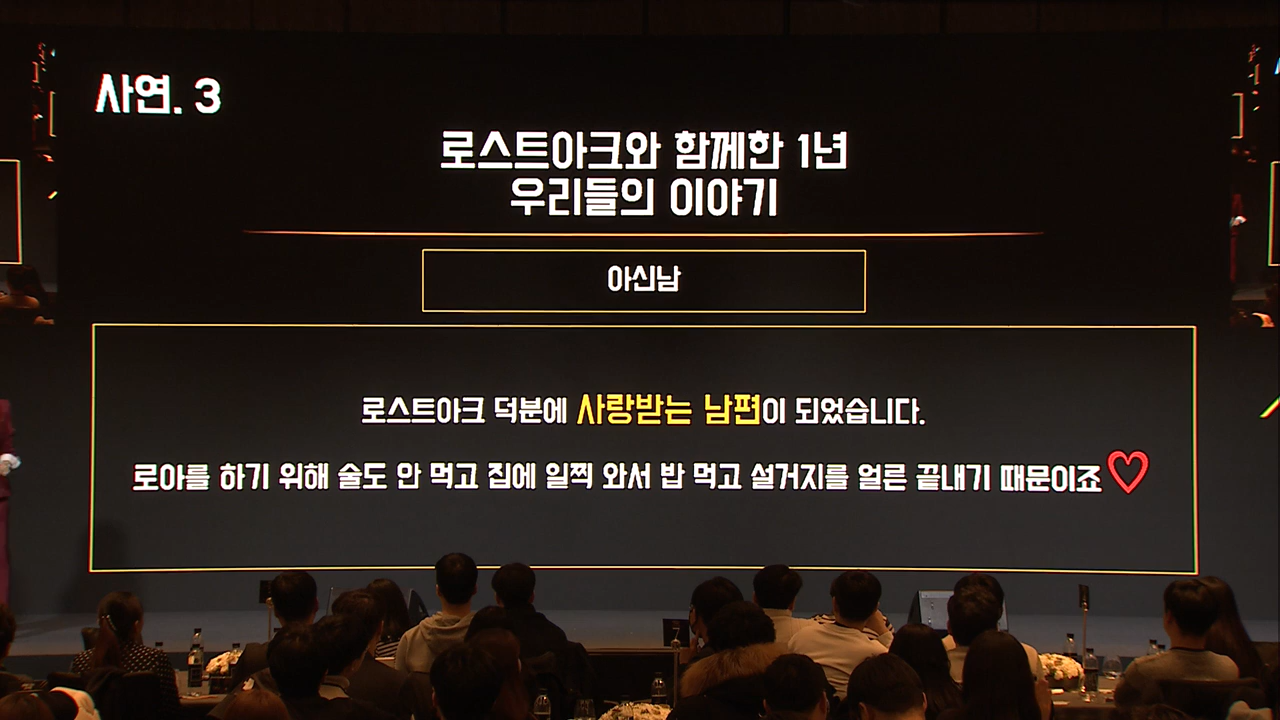 사연. 3
로스트아크와 함께한 1년
우리들의 이야기
아신남
로스트아크 덕분에 사랑받는 남편이 되었습니다.
로아를 하기 위해 술도 안 먹고 집에 일찍 와서 밥 먹고 설거지를 얼른 끝내기 때문이죠♡